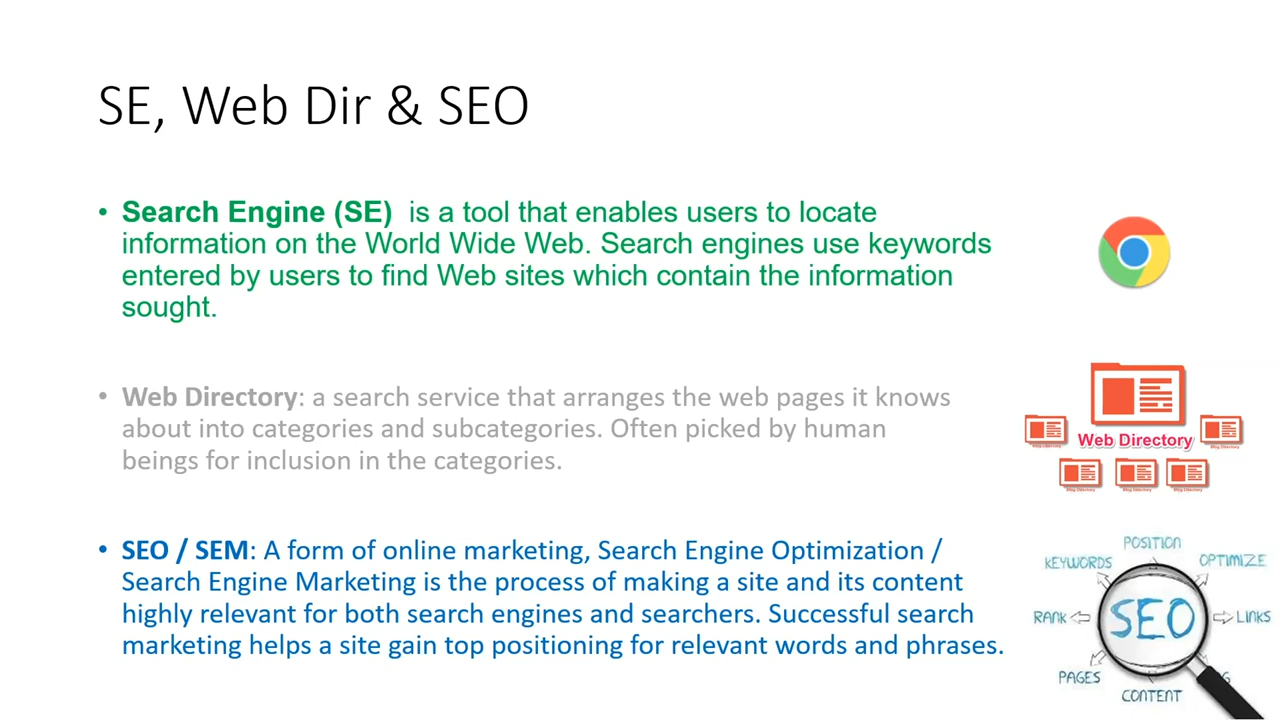 SE, Web Dir & SEO
• Search Engine (SE) is a tool that enables users to locate
information on the World Wide Web. Search engines use keywords
entered by users to find Web sites which contain the information
sought.
• Web Directory: a search service that arranges the web pages it knows
about into categories and subcategories. Often picked by human
beings for inclusion in the categories.
Web Directory
• SEO / SEM: A form of online marketing, Search Engine Optimization /
Search Engine Marketing is the process of making a site and its content
highly relevant for both search engines and searchers. Successful search
marketing helps a site gain top positioning for relevant words and phrases.
POSITION
KEYWORDS
OPTIMIZE
RANK
SEO
LINKS
PAGES
CONTENT